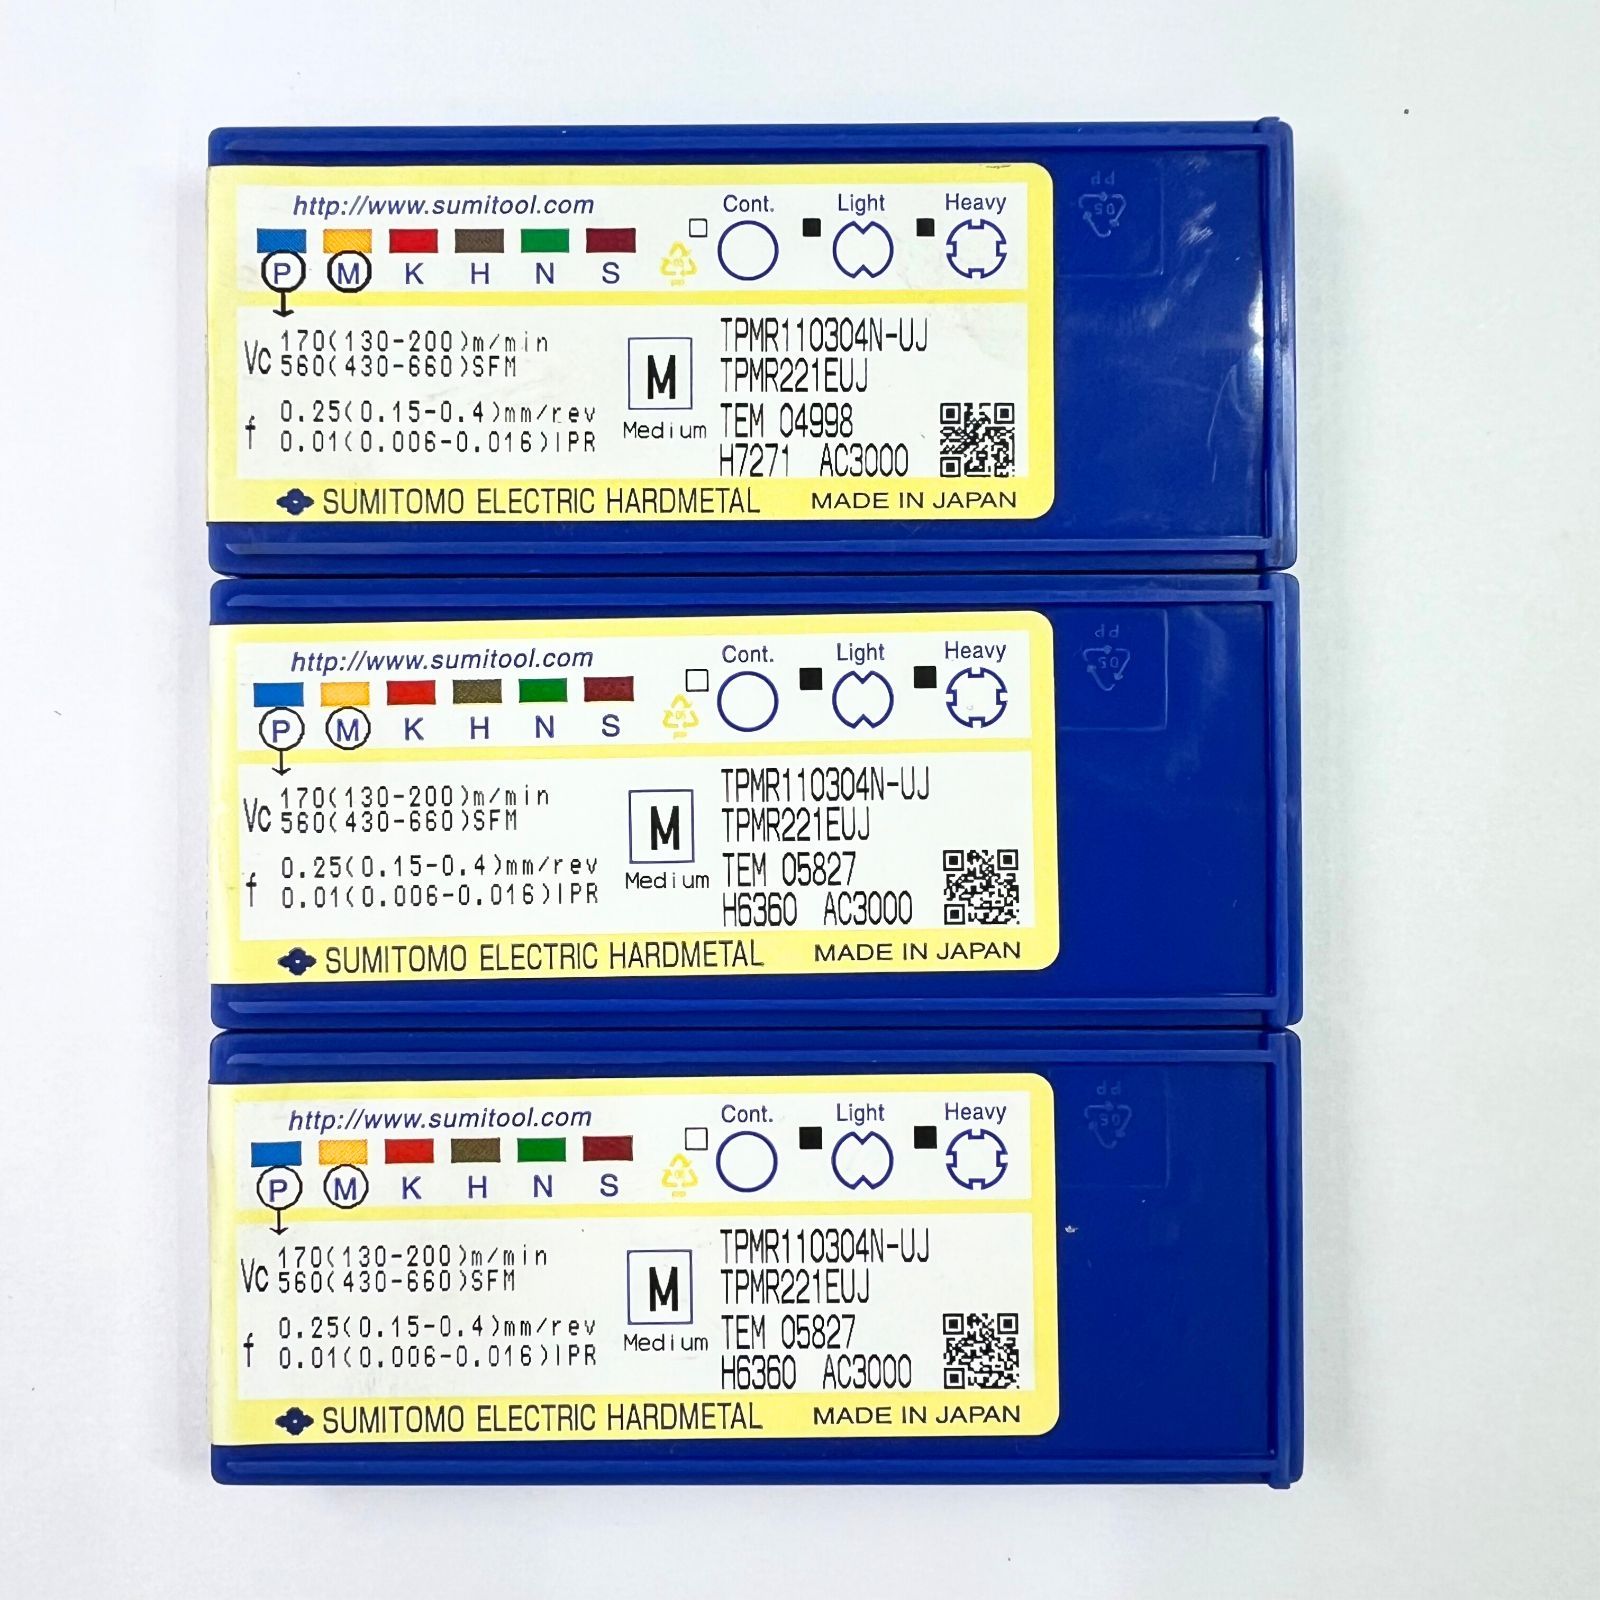 http://www.sumitool.com
Cont. Light Heavy
P M K H N S
Vc 170(130-200)m/min
560(430-660)SFM
f 0.25(0.15-0.4)mm/rev
0.01(0.006-0.016)IPR
M
Medium
TPMR110304N-UJ
TPMR221EUJ
TEM 04998
H7271 AC3000
SUMITOMO ELECTRIC HARDMETAL MADE IN JAPAN
05
PP
http://www.sumitool.com
Cont. Light Heavy
P M K H N S
Vc 170(130-200)m/min
560(430-660)SFM
f 0.25(0.15-0.4)mm/rev
0.01(0.006-0.016)IPR
M
Medium
TPMR110304N-UJ
TPMR221EUJ
TEM 05827
H6360 AC3000
SUMITOMO ELECTRIC HARDMETAL MADE IN JAPAN
05
PP
http://www.sumitool.com
Cont. Light Heavy
P M K H N S
Vc 170(130-200)m/min
560(430-660)SFM
f 0.25(0.15-0.4)mm/rev
0.01(0.006-0.016)IPR
M
Medium
TPMR110304N-UJ
TPMR221EUJ
TEM 05827
H6360 AC3000
SUMITOMO ELECTRIC HARDMETAL MADE IN JAPAN
05
PP